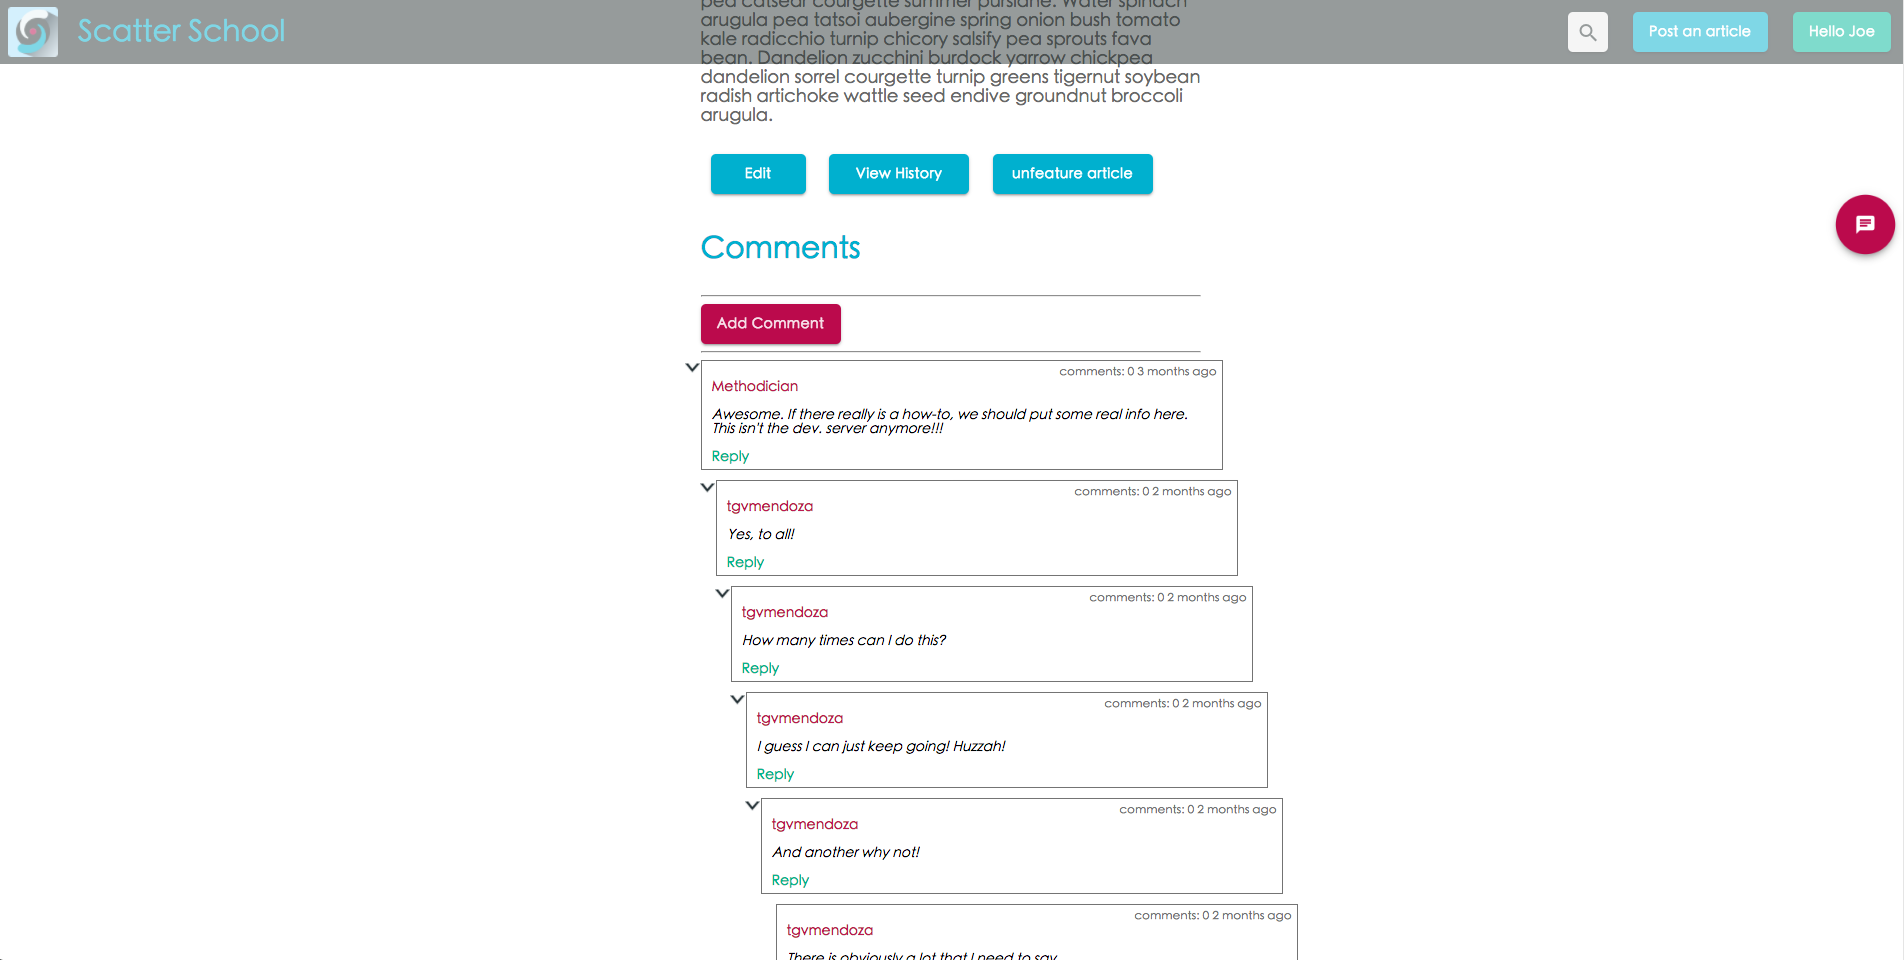 Scatter School
Post an article
Hello Joe
pea catsear courgette summer purslane. Water spinach
arugula pea tatsoi aubergine spring onion bush tomato
kale radicchio turnip chicory salsify pea sprouts fava
bean. Dandelion zucchini burdock yarrow chickpea
dandelion sorrel courgette turnip greens tigernut soybean
radish artichoke wattle seed endive groundnut broccoli
arugula.
Edit
View History
unfeature article
Comments
Add Comment
comments: 0 3 months ago
Methodician
Awesome. If there really is a how-to, we should put some real info here.
This isn't the dev. server anymore!!!
Reply
comments: 0 2 months ago
tgvmendoza
Yes, to all!
Reply
comments: 0 2 months ago
tgvmendoza
How many times can I do this?
Reply
comments: 0 2 months ago
tgvmendoza
I guess I can just keep going! Huzzah!
Reply
comments: 0 2 months ago
tgvmendoza
And another why not!
Reply
comments: 0 2 months ago
tgvmendoza
There is obviously a lot that I need to say